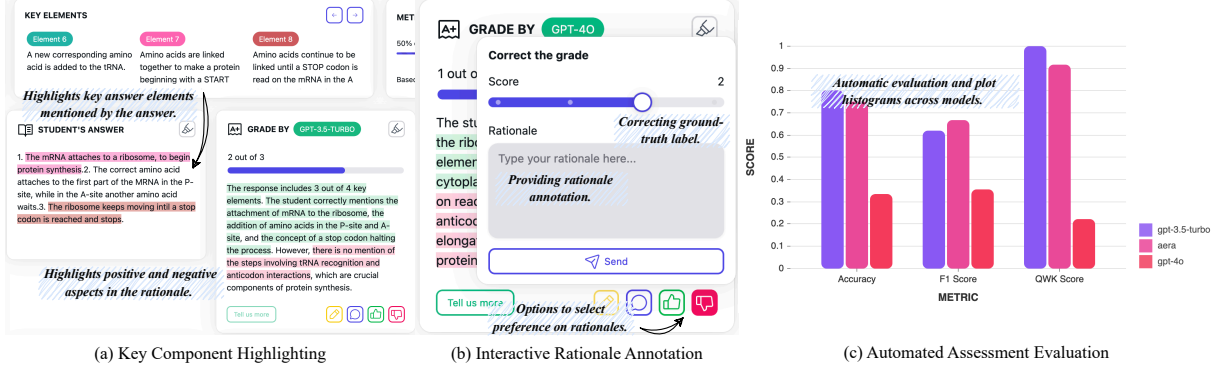 KEY ELEMENTS
Element 6
A new corresponding amino
acid is added to the tRNA.
Element 7
Amino acids are linked
together to make a protein
beginning with a START
Element 8
Amino acids continue to be
linked until a STOP codon is
read on the mRNA in the A
MET
50%
Based
Highlights key answer elements
mentioned by the answer.
STUDENT'S ANSWER
1. The mRNA attaches to a ribosome, to begin
protein synthesis.2. The correct amino acid
attaches to the first part of the MRNA in the P-
site, while in the A-site another amino acid
waits.3. The ribosome keeps moving intil a stop
codon is reached and stops.
Highlights positive and negative
aspects in the rationale.
A+ GRADE BY GPT-3.5-TURBO
2 out of 3
The response includes 3 out of 4 key
elements. The student correctly mentions the
attachment of mRNA to the ribosome, the
addition of amino acids in the P-site and A-
site, and the concept of a stop codon halting
the process. However, there is no mention of
the steps involving tRNA recognition and
anticodon interactions, which are crucial
components of protein synthesis.
Tell us more
(a) Key Component Highlighting
A+ GRADE BY GPT-4O
1 out o
The stu
the ribo
elemen
cytopla
on reac
anticod
elongat
protein
Correct the grade
Score 2
Correcting ground-
truth label.
Rationale
Type your rationale here...
Providing rationale
annotation.
Send
Tell us more
Options to select
preference on rationales.
(b) Interactive Rationale Annotation
Automatic evaluation and plot
histograms across models.
SCORE
1
0.9
0.8
0.7
0.6
0.5
0.4
0.3
0.2
0.1
0
Accuracy
F1 Score
QWK Score
METRIC
gpt-3.5-turbo
aera
gpt-4o
(c) Automated Assessment Evaluation